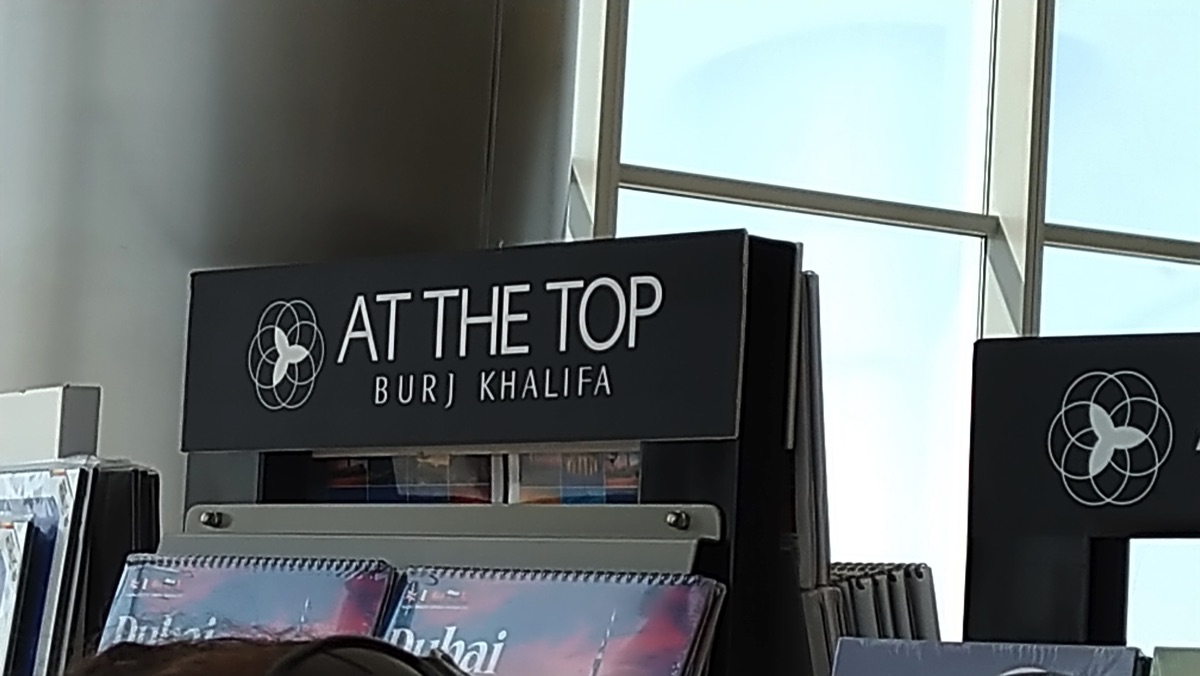 AT THE TOP
BURJ KHALIFA
Dubai
Dubai